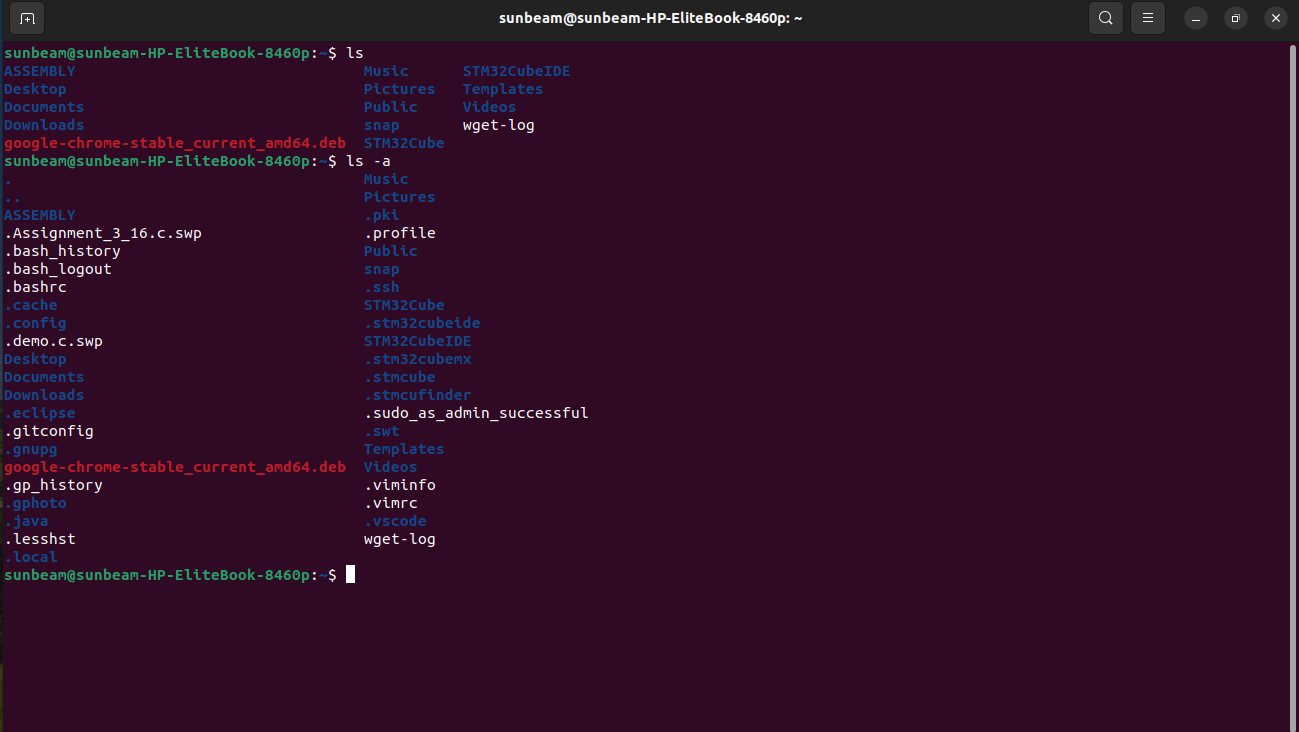 sunbeam@sunbeam-HP-EliteBook-8460p: ~
sunbeam@sunbeam-HP-EliteBook-8460p:~$ ls
ASSEMBLY Music STM32CubeIDE
Desktop Pictures Templates
Documents Public Videos
Downloads snap wget-log
google-chrome-stable_current_amd64.deb STM32Cube
sunbeam@sunbeam-HP-EliteBook-8460p:~$ ls -a
. Music
.. Pictures
ASSEMBLY .pki
.Assignment_3_16.c.swp .profile
.bash_history Public
.bash_logout snap
.bashrc .ssh
.cache STM32Cube
.config .stm32cubeide
.demo.c.swp STM32CubeIDE
Desktop .stm32cubemx
Documents .stmcube
Downloads .stmcufinder
.eclipse .sudo_as_admin_successful
.gitconfig .swt
.gnupg Templates
google-chrome-stable_current_amd64.deb Videos
.gp_history .viminfo
.gphoto .vimrc
.java .vscode
.lesshst wget-log
.local
sunbeam@sunbeam-HP-EliteBook-8460p:~$